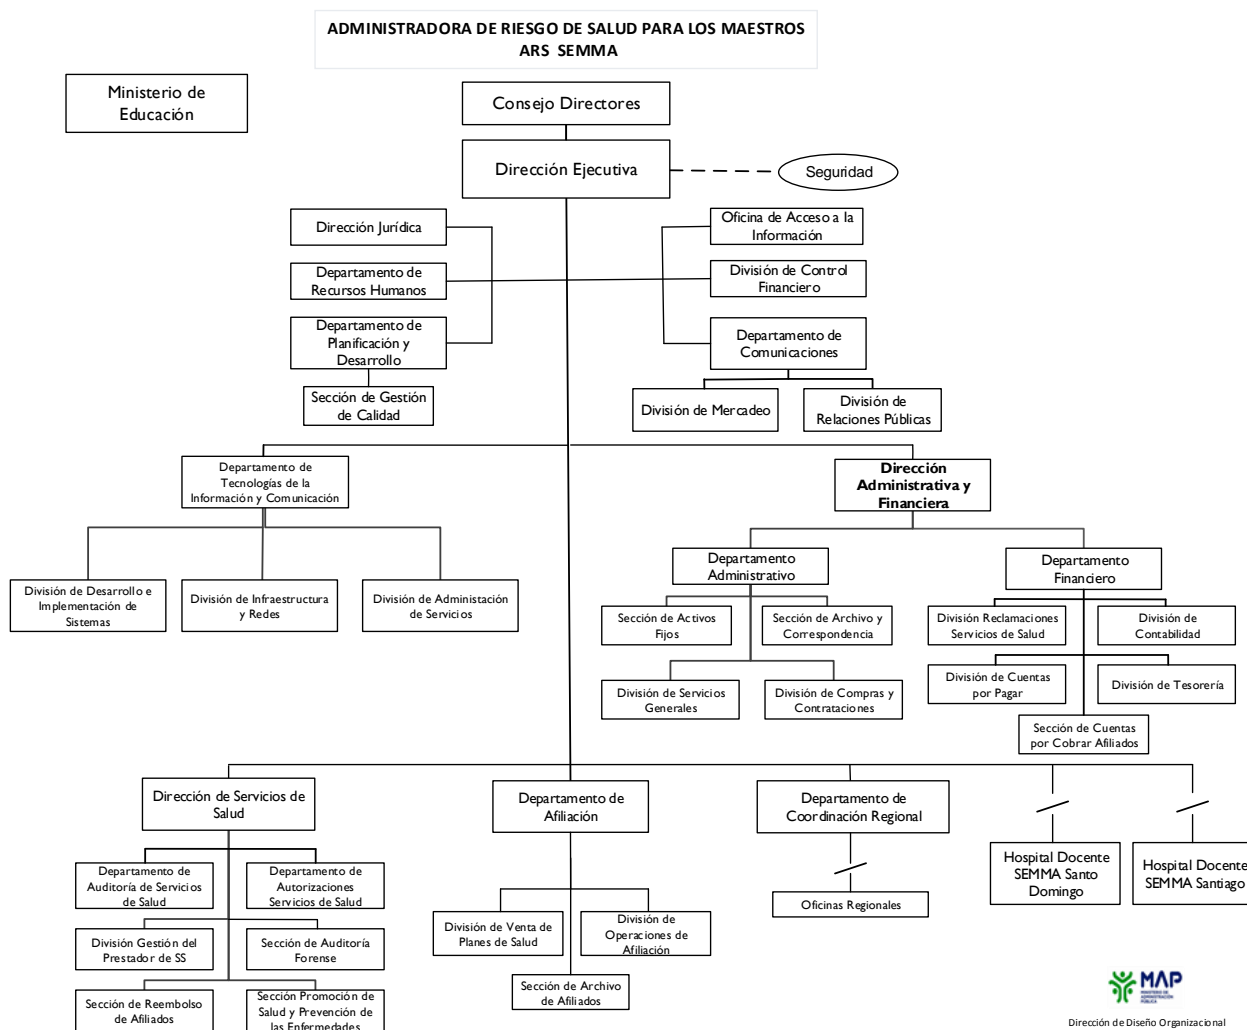 ADMINISTRADORA DE RIESGO DE SALUD PARA LOS MAESTROS
ARS SEMMA
Ministerio de
Educación
Consejo Directores
Dirección Ejecutiva
Seguridad
Dirección Jurídica
Oficina de Acceso a la
Información
Departamento de
Recursos Humanos
División de Control
Financiero
Departamento de
Planificación y
Desarrollo
Departamento de
Comunicaciones
Sección de Gestión
de Calidad
División de Mercadeo
División de
Relaciones Públicas
Departamento de
Tecnologías de la
Información y Comunicación
Dirección
Administrativa y
Financiera
División de Desarrollo e
Implementación de
Sistemas
División de Infraestructura
y Redes
División de Administación
de Servicios
Departamento
Administrativo
Departamento
Financiero
Sección de Activos
Fijos
Sección de Archivo y
Correspondencia
División Reclamaciones
Servicios de Salud
División de
Contabilidad
División de Servicios
Generales
División de Compras y
Contrataciones
División de Cuentas
por Pagar
División de Tesorería
Sección de Cuentas
por Cobrar Afiliados
Dirección de Servicios de
Salud
Departamento de
Afiliación
Departamento de
Coordinación Regional
Hospital Docente
SEMMA Santo
Domingo
Hospital Docente
SEMMA Santiago
Departamento de
Auditoría de Servicios
de Salud
Departamento de
Autorizaciones
Servicios de Salud
Oficinas Regionales
División Gestión del
Prestador de SS
Sección de Auditoría
Forense
División de Venta de
Planes de Salud
División de
Operaciones de
Afiliación
Sección de Reembolso
de Afiliados
Sección Promoción de
Salud y Prevención de
las Enfermedades
Sección de Archivo
de Afiliados
MAP
MINISTERIO DE
ADMINISTRACIÓN
PÚBLICA
Dirección de Diseño Organizacional